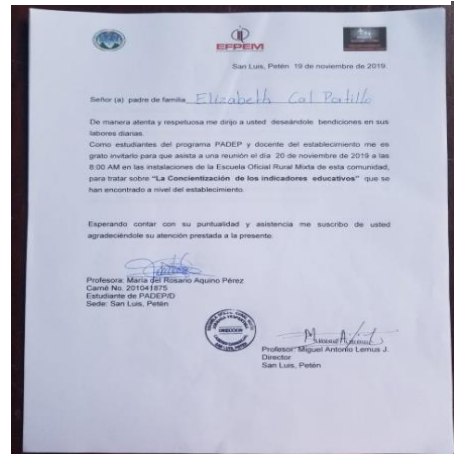 EFPEM
San Luis, Petén 19 de noviembre de 2019.
Señor (a) padre de familia Elizabeth Cal Portillo
De manera atenta y respetuosa me dirijo a usted deseándole bendiciones en sus
labores diarias.
Como estudiantes del programa PADEP y docente del establecimiento me es
grato invitarlo para que asista a una reunión el día 20 de noviembre de 2019 a las
8:00 AM en las instalaciones de la Escuela Oficial Rural Mixta de esta comunidad,
para tratar sobre "La Concientización de los indicadores educativos" que se
han encontrado a nivel del establecimiento.
Esperando contar con su puntualidad y asistencia me suscribo de usted
agradeciéndole su atención prestada a la presente.
Profesora: María del Rosario Aquino Pérez
Carné No. 201041875
Estudiante de PADEP/D
Sede: San Luis, Petén
DIRECCION
Profesor: Miguel Antonio Lemus J.
Director
San Luis, Petén